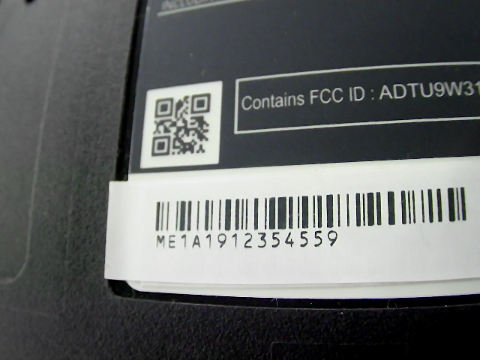 Contains FCC ID : ADTU9W31
ME1A1912354559